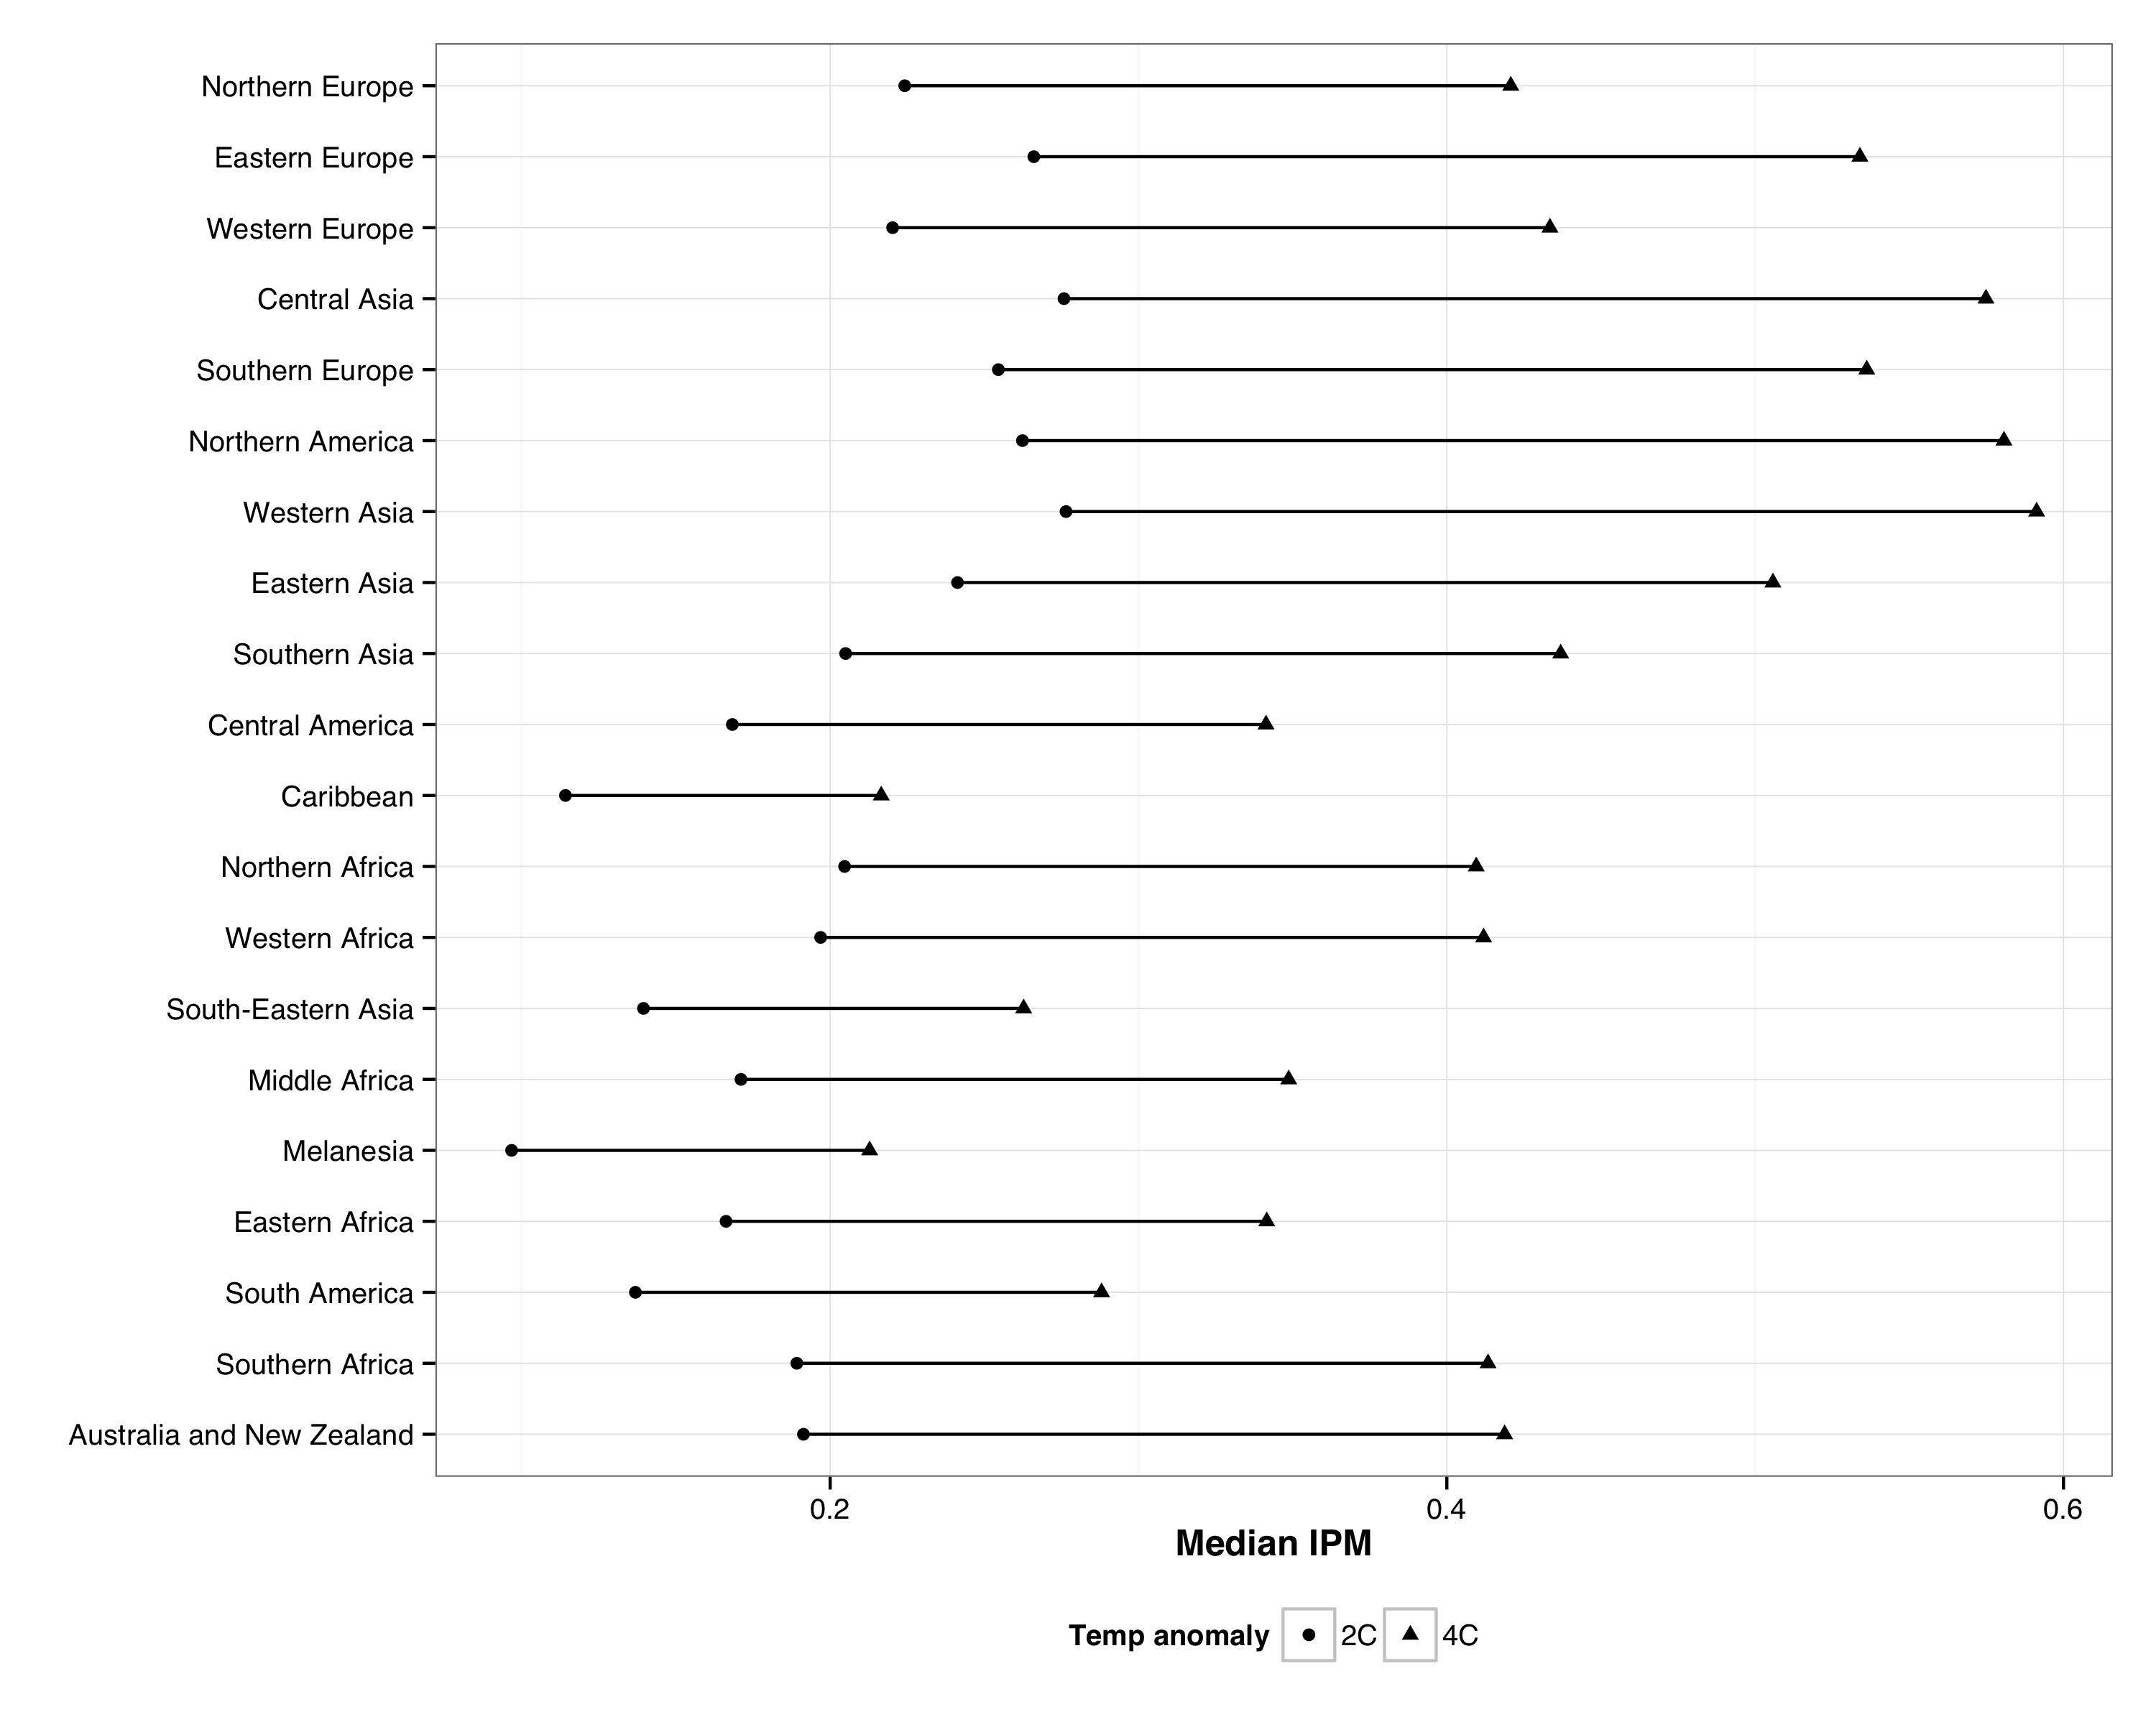 Northern Europe
Eastern Europe
Western Europe
Central Asia
Southern Europe
Northern America
Western Asia
Eastern Asia
Southern Asia
Central America
Caribbean
Northern Africa
Western Africa
South-Eastern Asia
Middle Africa
Melanesia
Eastern Africa
South America
Southern Africa
Australia and New Zealand
0.2 0.4 0.6
Median IPM
Temp anomaly 2C 4C